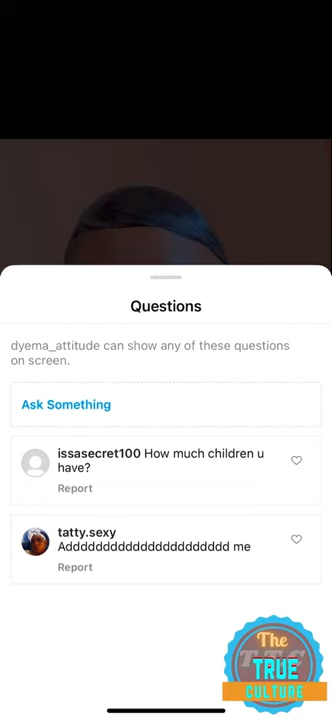 Questions
dyema_attitude can show any of these questions
on screen.
Ask Something
issasecret100 How much children u
have?
Report
tatty.sexy
Adddddddddddddddddddddd me
Report
The
T.T.C
TRUE
CULTURE